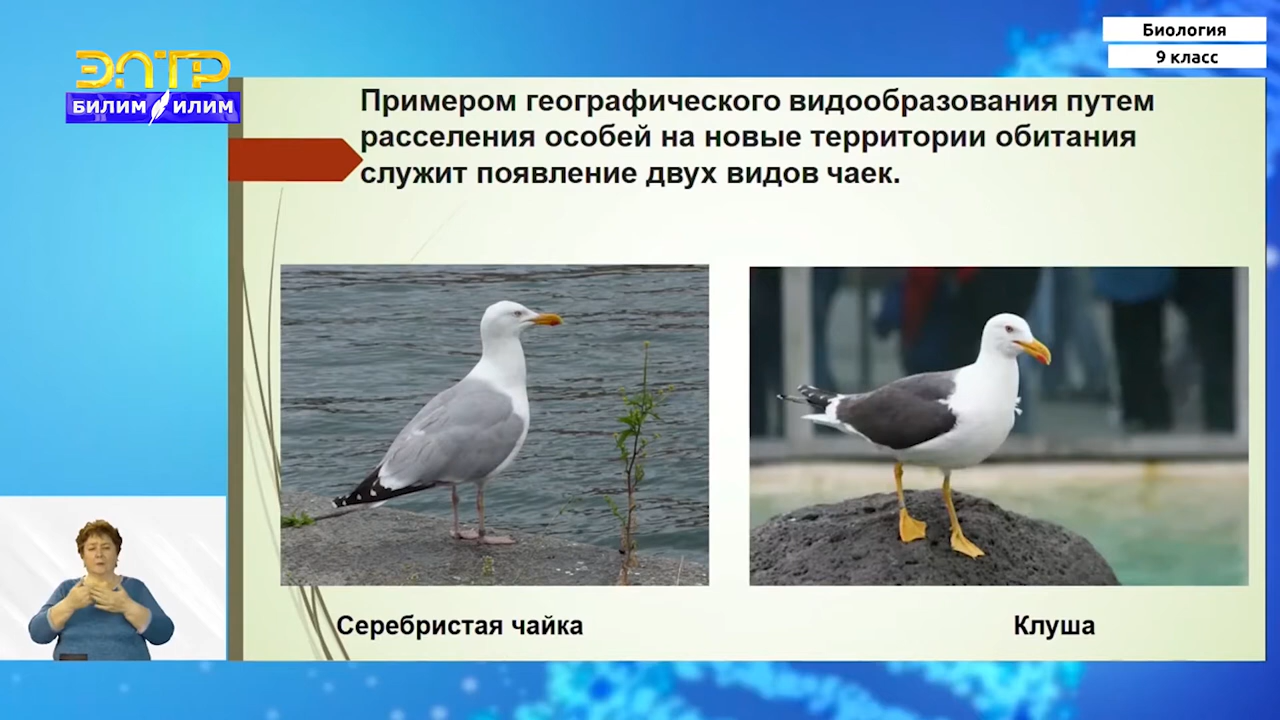 Биология
9 класс
ЭЛТР
БИЛИМ ИЛИМ
Примером географического видообразования путем
расселения особей на новые территории обитания
служит появление двух видов чаек.
Серебристая чайка
Клуша